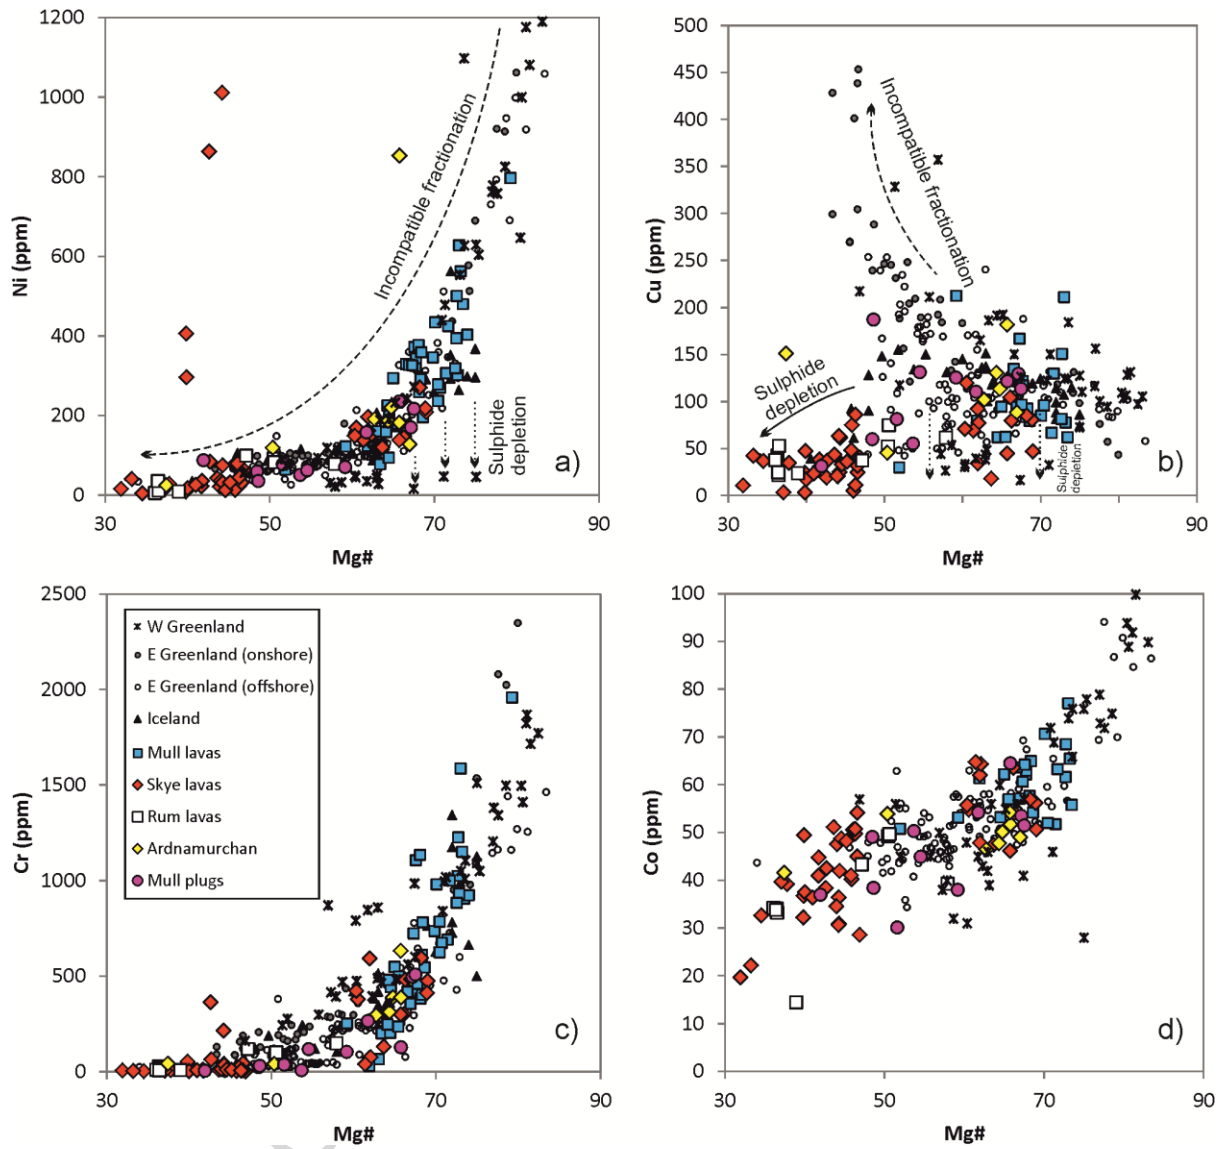 1200
1000
800
600
400
200
0
30
50
70
90
Ni (ppm)
Mg#
Incompatible fractionation
Sulphide
depletion
a)
500
450
400
350
300
250
200
150
100
50
0
30
50
70
90
Cu (ppm)
Mg#
Incompatible fractionation
Sulphide
depletion
Sulphide
depletion
b)
2500
2000
1500
1000
500
0
30
50
70
90
Cr (ppm)
Mg#
W Greenland
E Greenland (onshore)
E Greenland (offshore)
Iceland
Mull lavas
Skye lavas
Rum lavas
Ardnamurchan
Mull plugs
c)
100
90
80
70
60
50
40
30
20
10
0
30
50
70
90
Co (ppm)
Mg#
d)